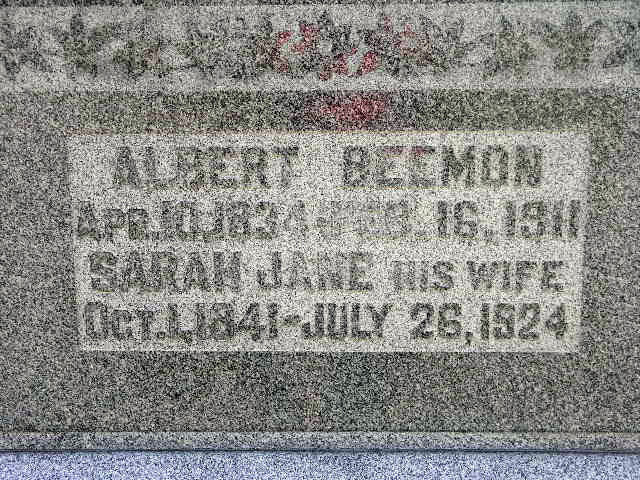 ALBERT BEEMON
APR. 10, 1834 - FEB. 16, 1911
SARAH JANE HIS WIFE
OCT. 1, 1841 - JULY 26, 1924